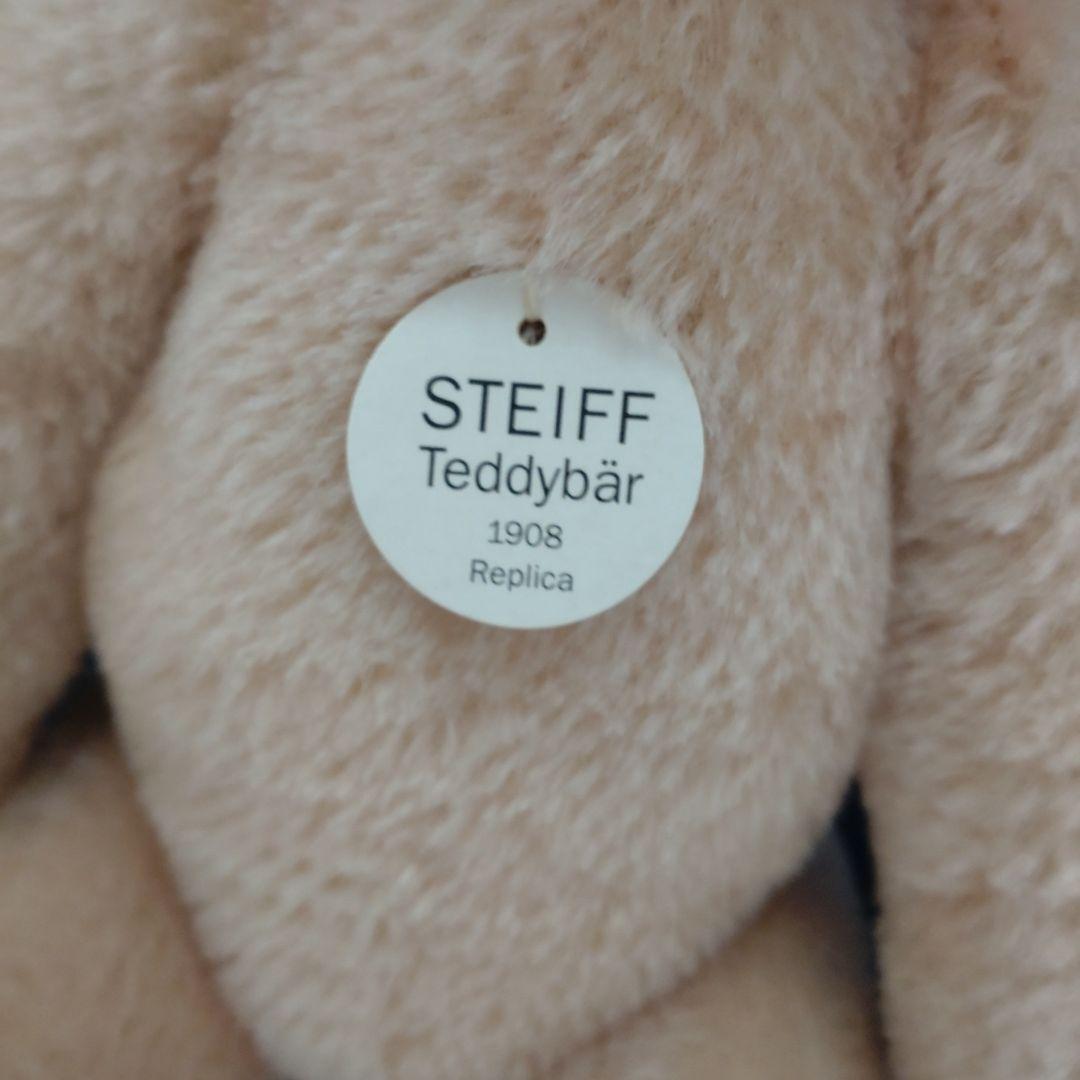 STEIFF
Teddybär
1908
Replica